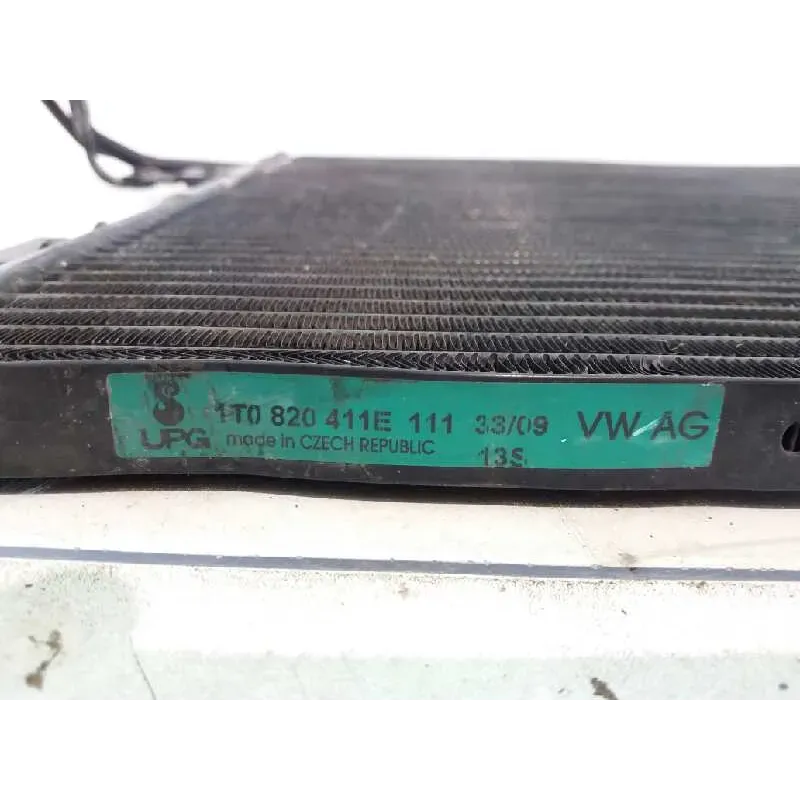 1T0 820 411E 111 33/09 VW AG
UPG made in CZECH REPUBLIC 13S